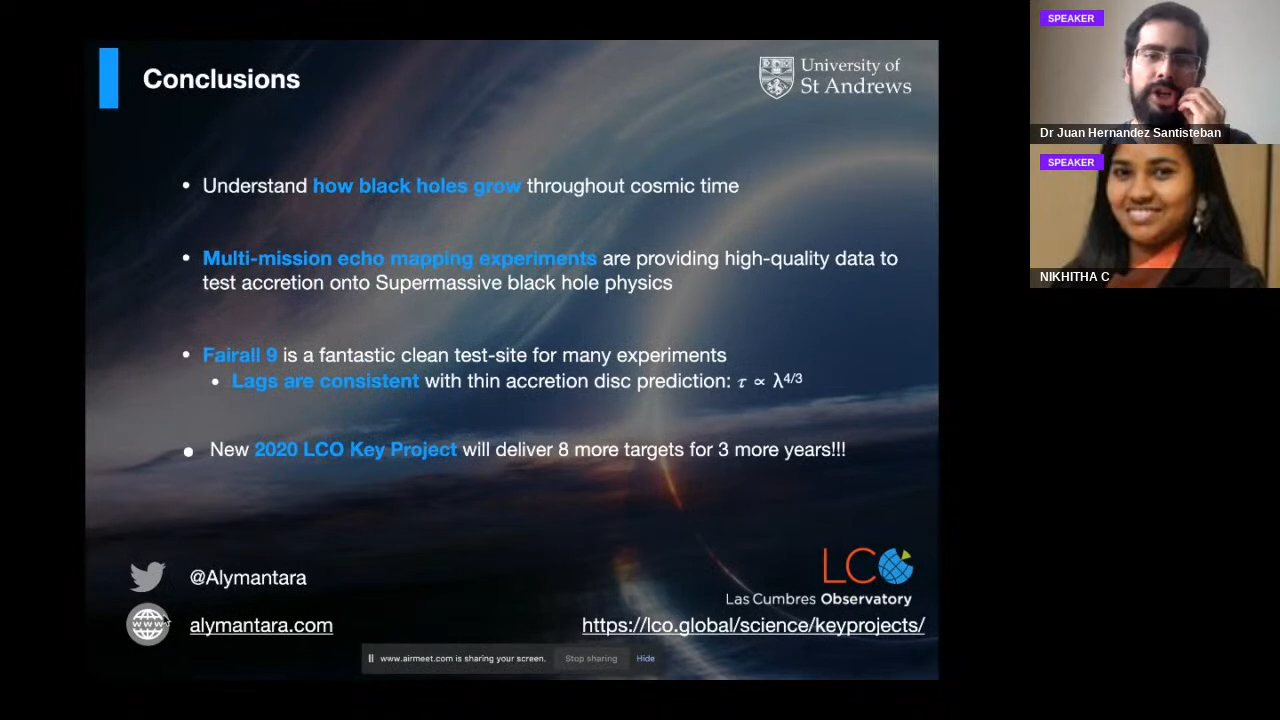 Conclusions
University of
St Andrews
• Understand how black holes grow throughout cosmic time
• Multi-mission echo mapping experiments are providing high-quality data to
test accretion onto Supermassive black hole physics
• Fairall 9 is a fantastic clean test-site for many experiments
• Lags are consistent with thin accretion disc prediction: τ ∝ λ^4/3
• New 2020 LCO Key Project will deliver 8 more targets for 3 more years!!!
@Alymantara
WWW
alymantara.com
LCO
Las Cumbres Observatory
https://lco.global/science/keyprojects/
www.airmeet.com is sharing your screen. Stop sharing Hide
SPEAKER
Dr Juan Hernandez Santisteban
SPEAKER
NIKHITHA C